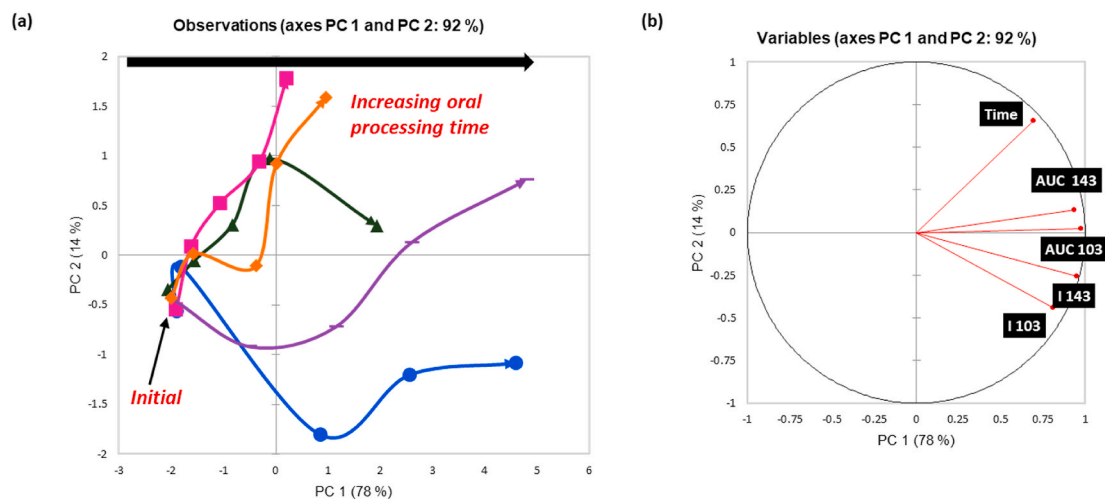 (a)
Observations (axes PC 1 and PC 2: 92 %)
2
1.5
1
0.5
0
-0.5
-1
-1.5
-2
PC 2 (14 %)
Increasing oral
processing time
Initial
-3
-2
-1
0
1
2
3
4
5
6
PC 1 (78 %)
(b)
Variables (axes PC 1 and PC 2: 92 %)
1
0.75
0.5
0.25
0
-0.25
-0.5
-0.75
-1
PC 2 (14 %)
Time
AUC 143
AUC 103
I 143
I 103
-1
-0.75
-0.5
-0.25
0
0.25
0.5
0.75
1
PC 1 (78 %)